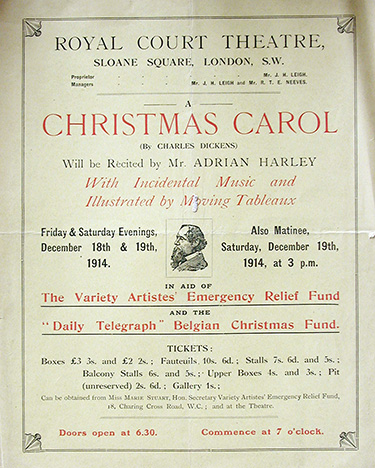 ROYAL COURT THEATRE,
SLOANE SQUARE, LONDON, S.W.
Proprietor - - - - - - Mr. J. H. LEIGH.
Managers - - - Mr. J. H. LEIGH and Mr. R. T. E. NEEVES.
A
CHRISTMAS CAROL
(By CHARLES DICKENS)
Will be Recited by Mr. ADRIAN HARLEY
With Incidental Music and
Illustrated by Moving Tableaux
Friday & Saturday Evenings,
December 18th & 19th,
1914.
Also Matinee,
Saturday, December 19th,
1914, at 3 p.m.
IN AID OF
The Variety Artistes' Emergency Relief Fund
AND THE
"Daily Telegraph" Belgian Christmas Fund.
TICKETS:
Boxes £3 3s. and £2 2s.; Fauteuils 10s. 6d.; Stalls 7s. 6d. and 5s.;
Balcony Stalls 6s. and 5s.; Upper Boxes 4s. and 3s.; Pit
(unreserved) 2s. 6d.; Gallery 1s.;
Can be obtained from MISS MARIE STUART, HON. Secretary Variety Artistes' Emergency Relief Fund,
18, Charing Cross Road, W.C.; and at the Theatre.
Doors open at 6.30. Commence at 7 o'clock.